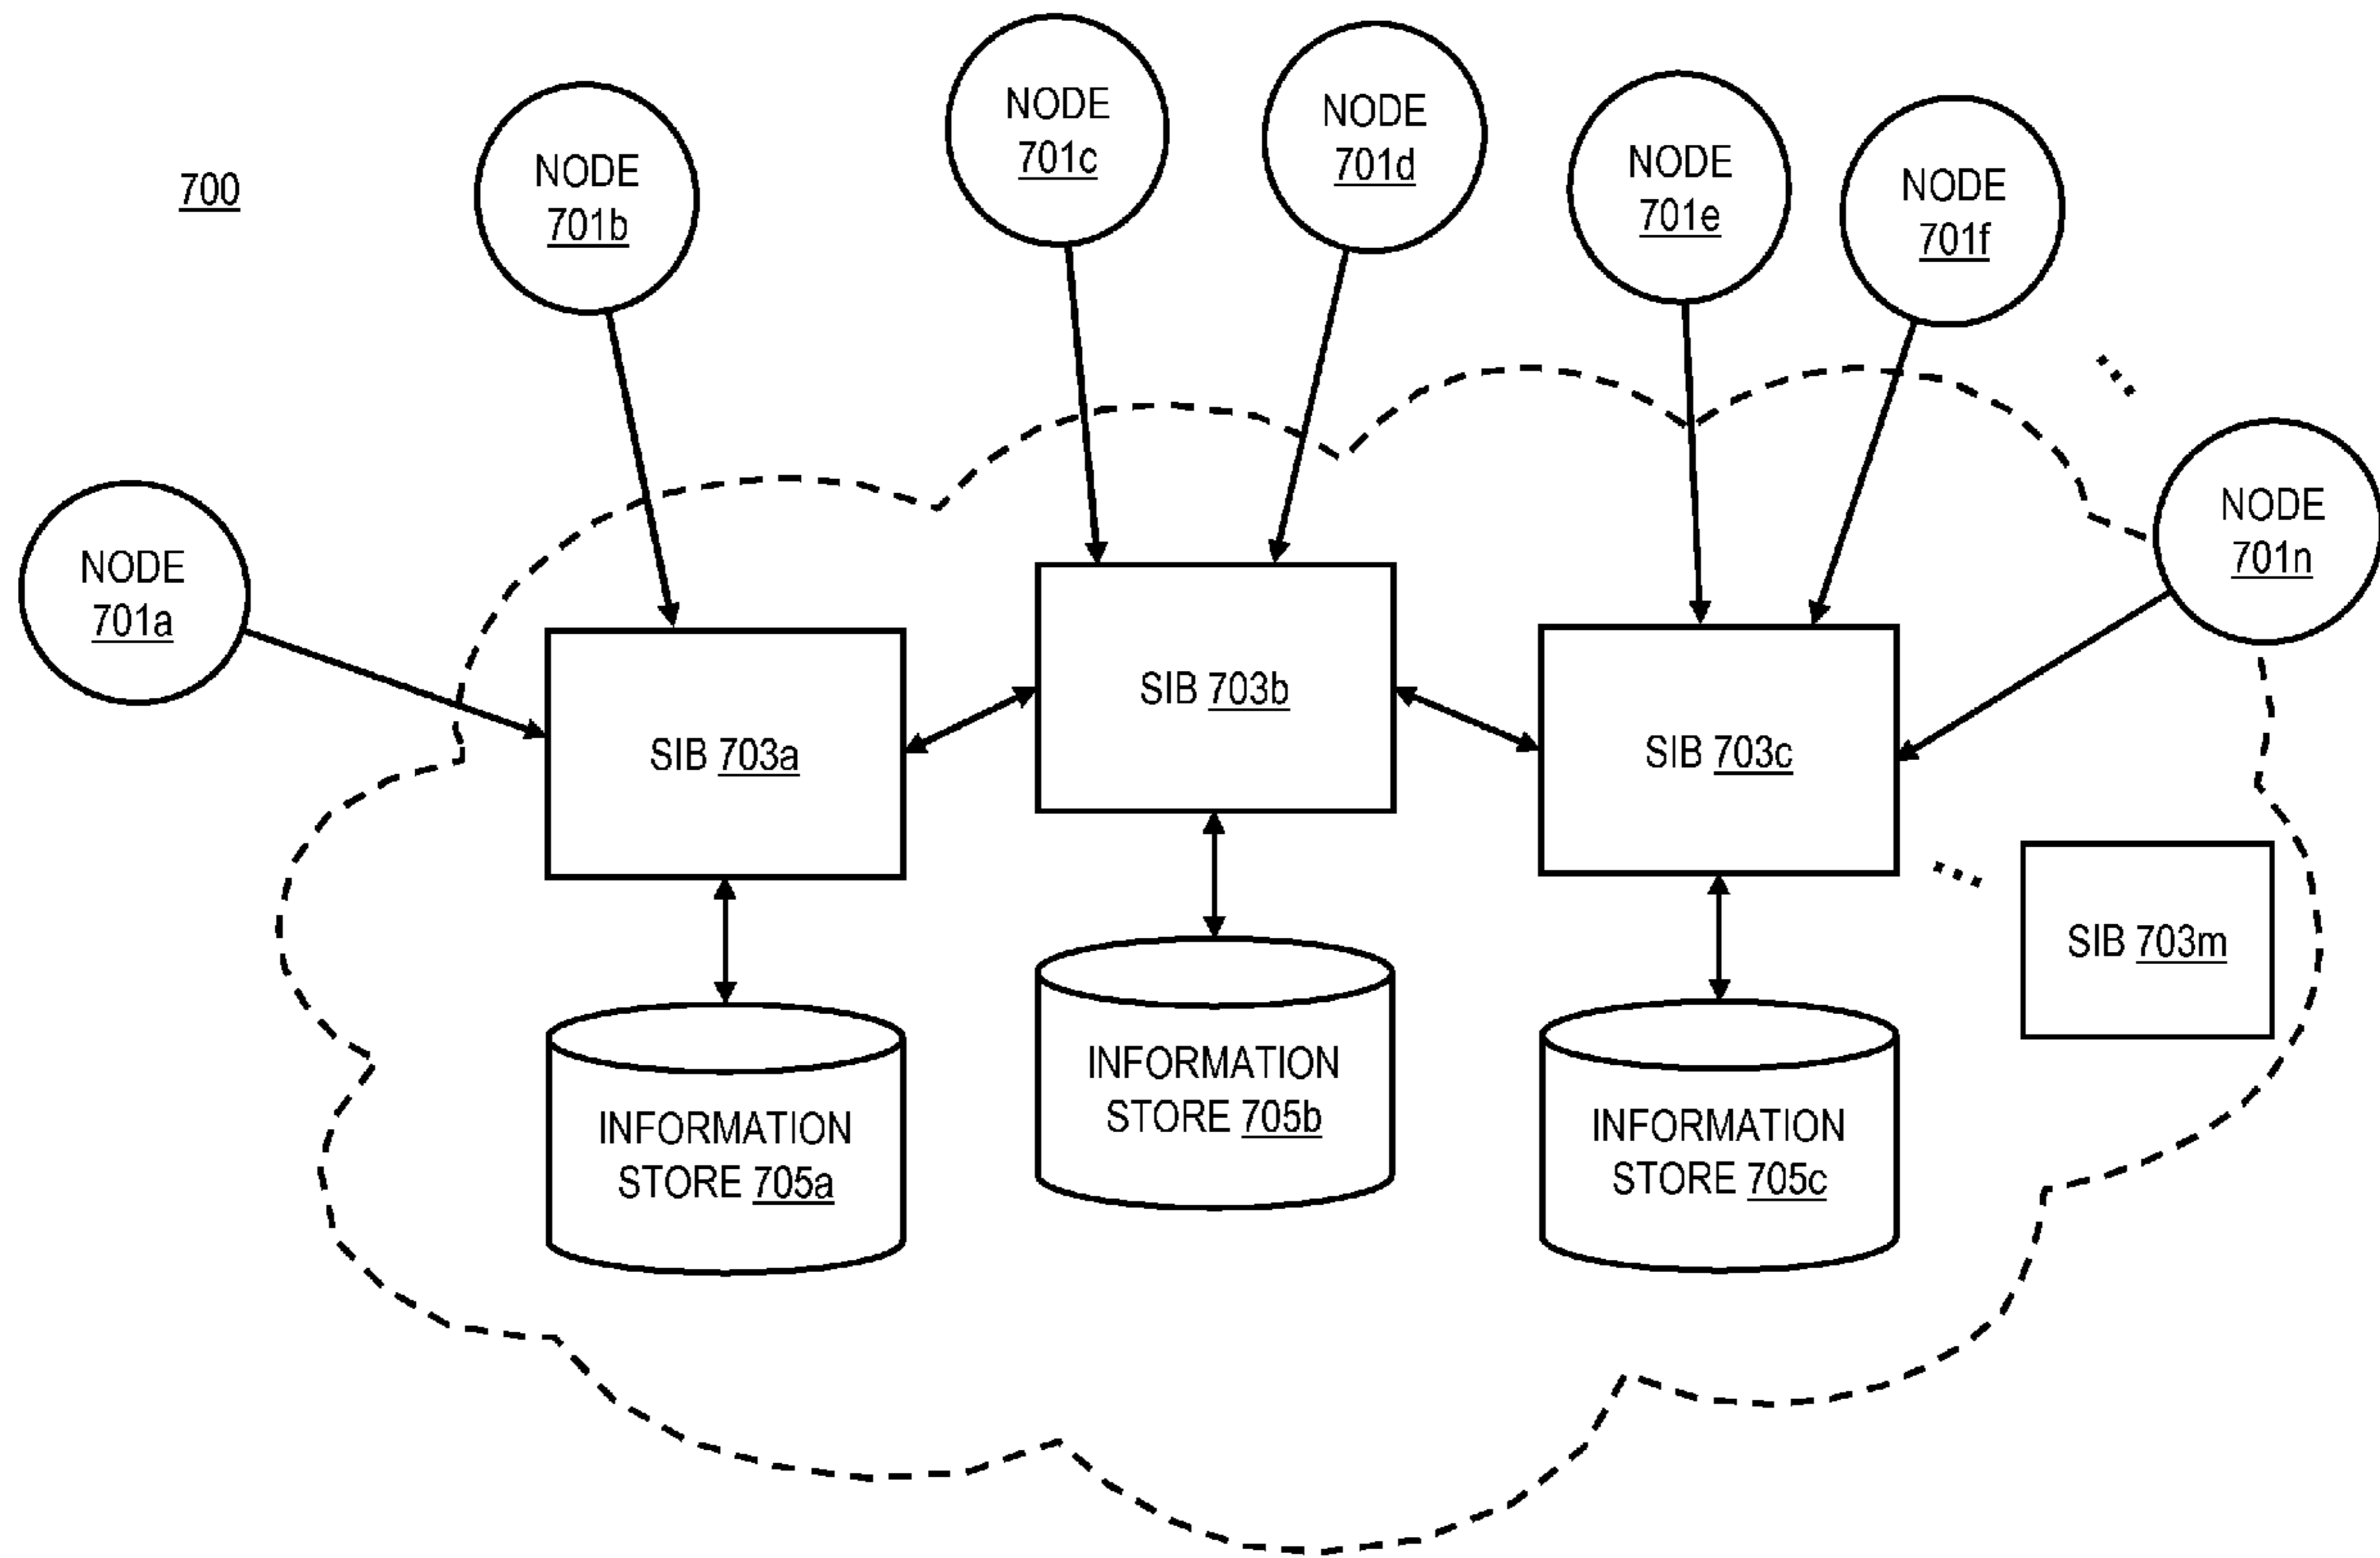 700
NODE
701a
NODE
701b
NODE
701c
NODE
701d
NODE
701e
NODE
701f
NODE
701n
SIB 703a
SIB 703b
SIB 703c
SIB 703m
INFORMATION
STORE 705a
INFORMATION
STORE 705b
INFORMATION
STORE 705c